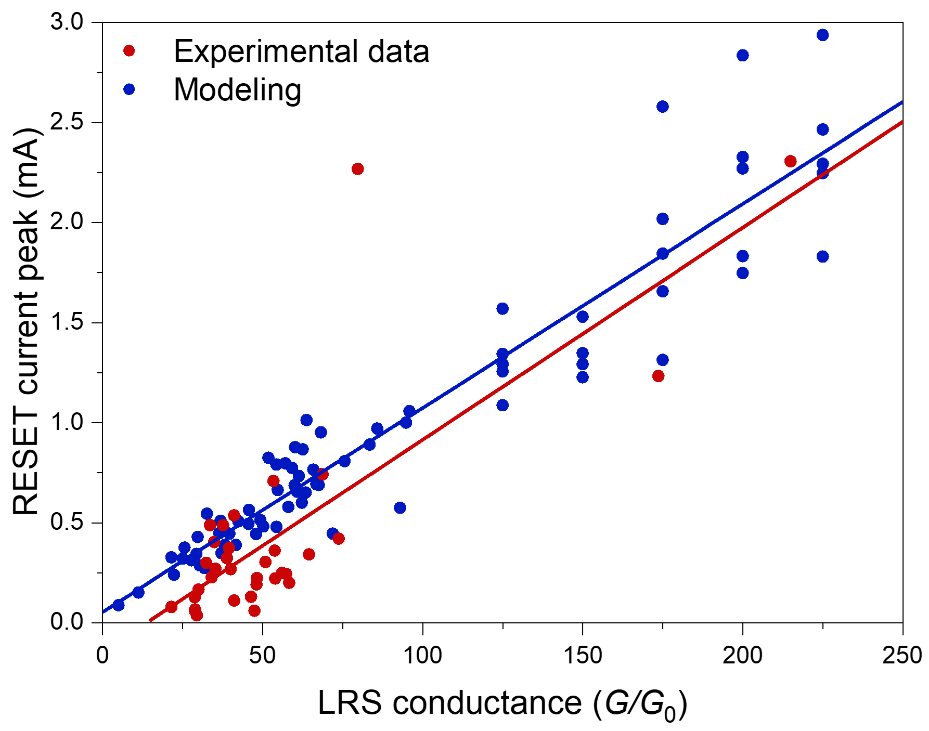 3.0
Experimental data
Modeling
2.5
2.0
1.5
1.0
0.5
0.0
RESET current peak (mA)
0 50 100 150 200 250
LRS conductance (G/G₀)